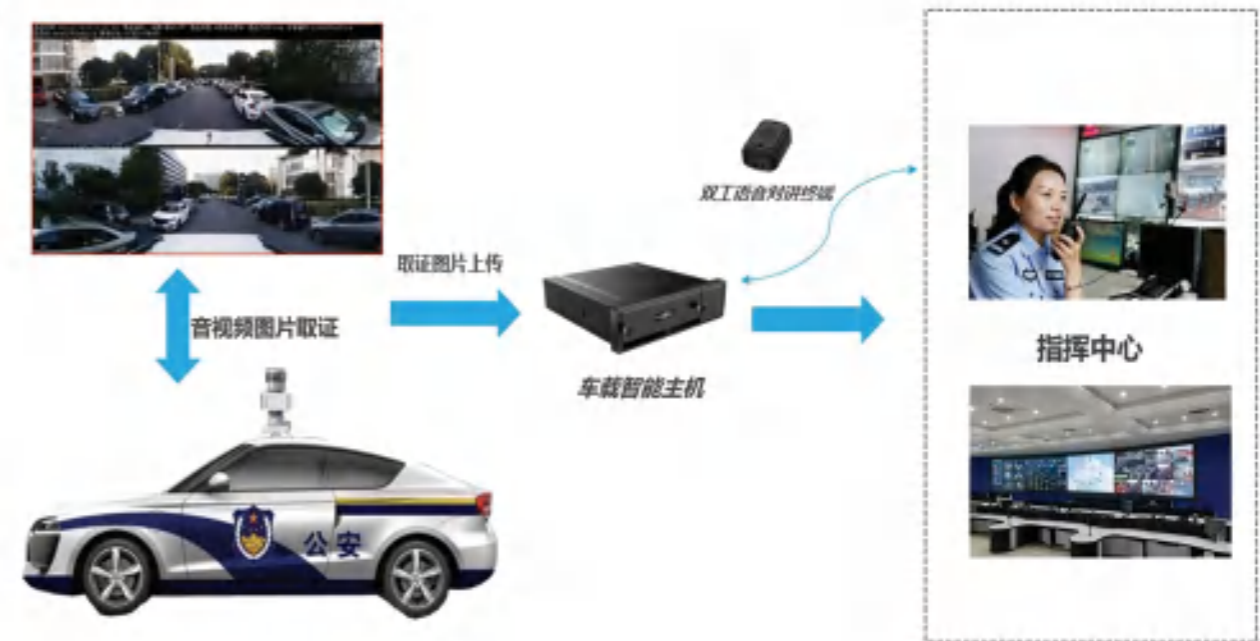 双工语音对讲终端
取证图片上传
音视频图片取证
车载智能主机
指挥中心
公安